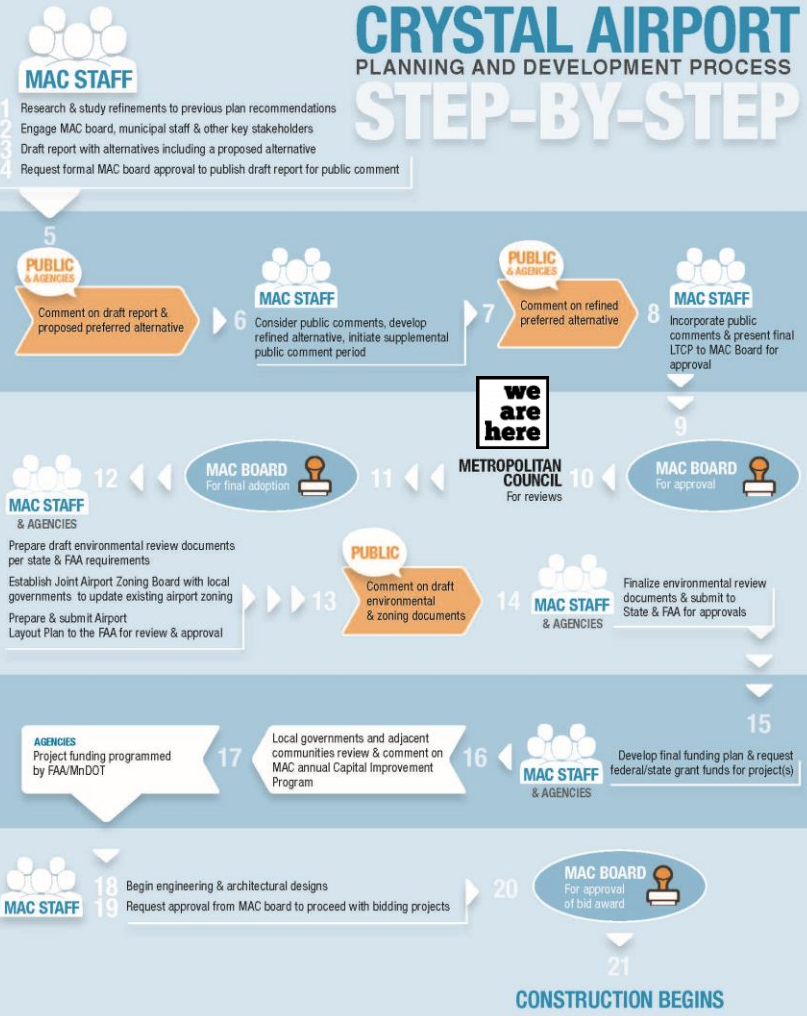 CRYSTAL AIRPORT
PLANNING AND DEVELOPMENT PROCESS
STEP-BY-STEP
MAC STAFF
1 Research & study refinements to previous plan recommendations
2 Engage MAC board, municipal staff & other key stakeholders
3 Draft report with alternatives including a proposed alternative
4 Request formal MAC board approval to publish draft report for public comment
5
PUBLIC
& AGENCIES
Comment on draft report &
proposed preferred alternative
6
MAC STAFF
Consider public comments, develop
refined alternative, initiate supplemental
public comment period
7
PUBLIC
& AGENCIES
Comment on refined
preferred alternative
8
MAC STAFF
Incorporate public
comments & present final
LTCP to MAC Board for
approval
9
MAC BOARD
For approval
10
we
are
here
METROPOLITAN
COUNCIL
For reviews
11
MAC BOARD
For final adoption
12
MAC STAFF
& AGENCIES
Prepare draft environmental review documents
per state & FAA requirements
Establish Joint Airport Zoning Board with local
governments to update existing airport zoning
Prepare & submit Airport
Layout Plan to the FAA for review & approval
13
PUBLIC
Comment on draft
environmental
& zoning documents
14
MAC STAFF
& AGENCIES
Finalize environmental review
documents & submit to
State & FAA for approvals
15
MAC STAFF
& AGENCIES
Develop final funding plan & request
federal/state grant funds for project(s)
16
Local governments and adjacent
communities review & comment on
MAC annual Capital Improvement
Program
17
AGENCIES
Project funding programmed
by FAA/MnDOT
MAC STAFF
18 Begin engineering & architectural designs
19 Request approval from MAC board to proceed with bidding projects
20
MAC BOARD
For approval
of bid award
21
CONSTRUCTION BEGINS